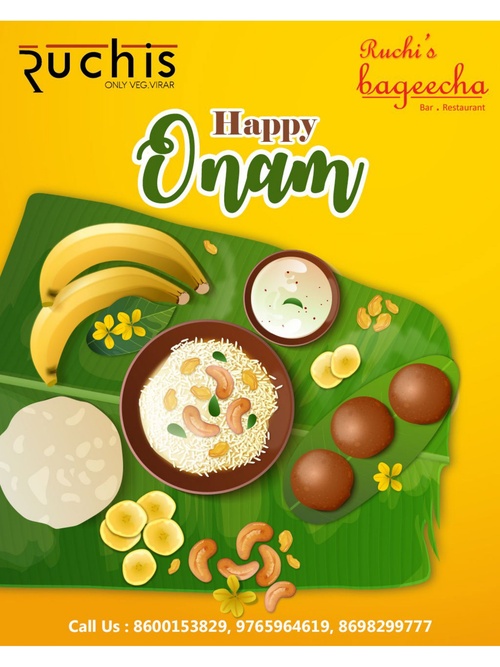 Ruchis
ONLY VEG.VIRAR
Ruchi's
bageecha
Bar . Restaurant
Happy
Onam
Call Us : 8600153829, 9765964619, 8698299777